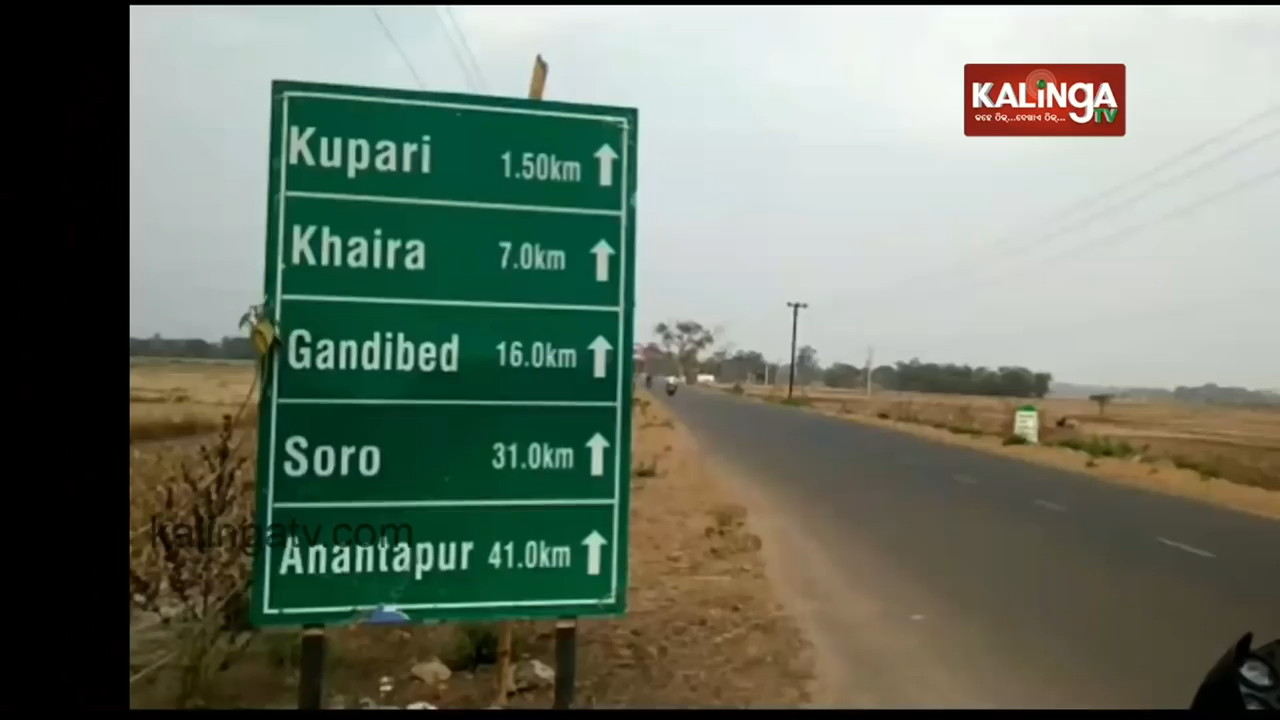 Kupari 1.50km ↑
Khaira 7.0km ↑
Gandibed 16.0km ↑
Soro 31.0km ↑
Anantapur 41.0km ↑
KALiNGA TV
କହେ ଠିକ୍...ଦେଖାଏ ଠିକ୍...
kalingatv.com